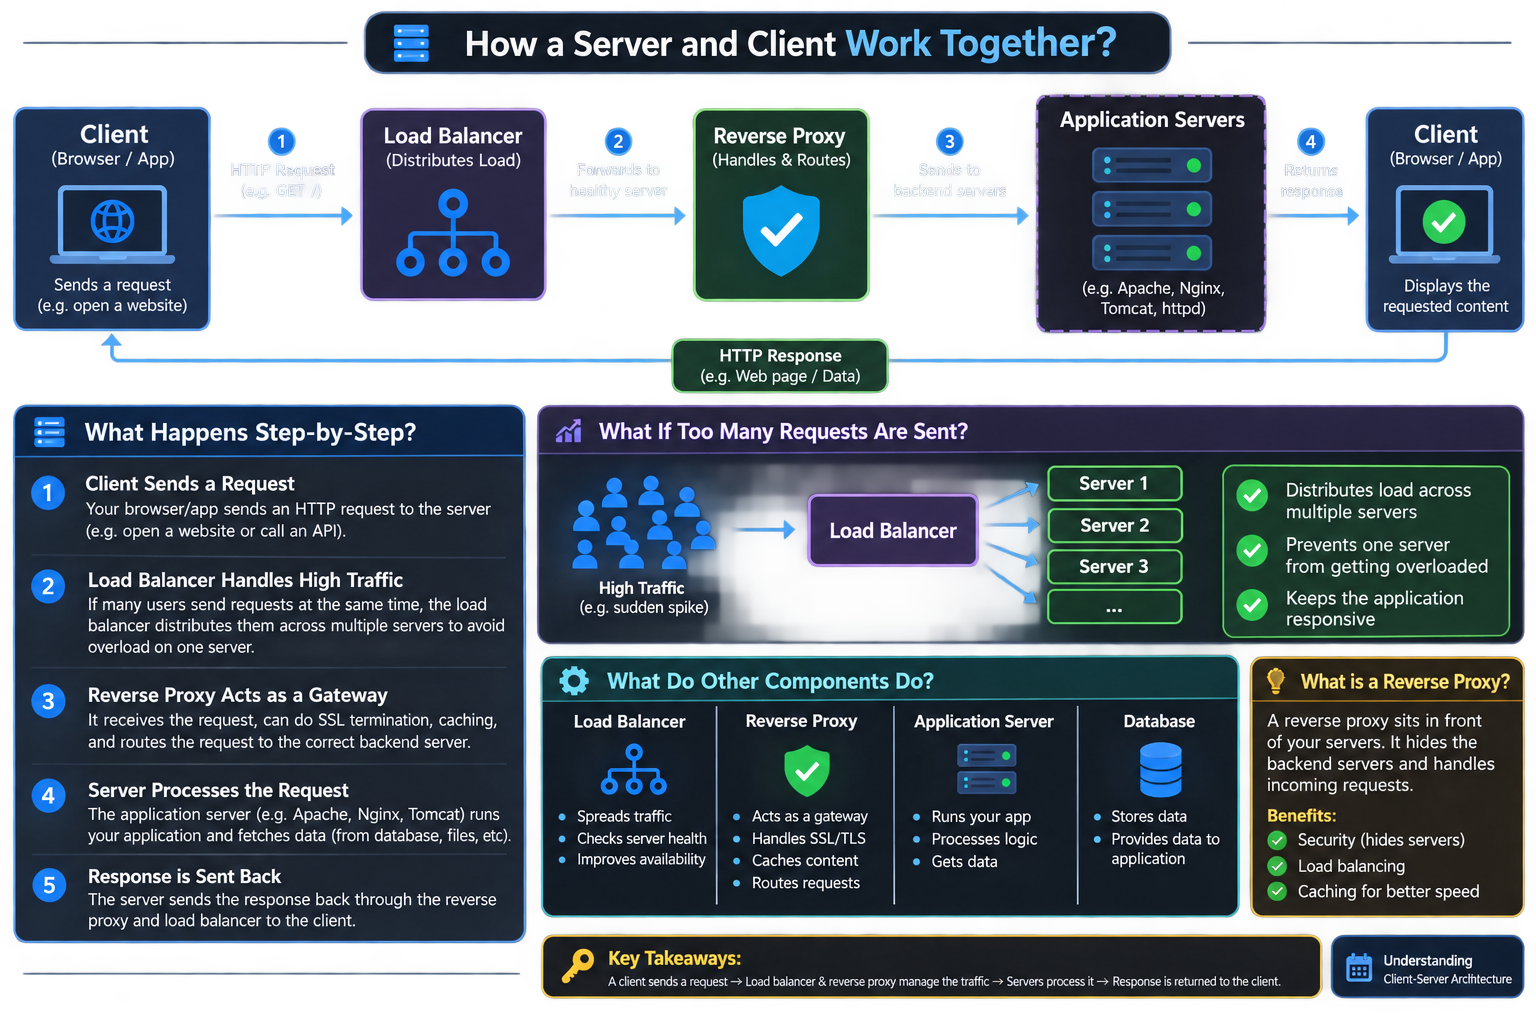 How a Server and Client Work Together?
Client
(Browser / App)
Sends a request
(e.g. open a website)
1
HTTP Request
(e.g. GET /)
Load Balancer
(Distributes Load)
2
Forwards to
healthy server
Reverse Proxy
(Handles & Routes)
3
Sends to
backend servers
Application Servers
(e.g. Apache, Nginx,
Tomcat, httpd)
4
Returns
response
Client
(Browser / App)
Displays the
requested content
HTTP Response
(e.g. Web page / Data)
What Happens Step-by-Step?
1
Client Sends a Request
Your browser/app sends an HTTP request to the server
(e.g. open a website or call an API).
2
Load Balancer Handles High Traffic
If many users send requests at the same time, the load
balancer distributes them across multiple servers to avoid
overload on one server.
3
Reverse Proxy Acts as a Gateway
It receives the request, can do SSL termination, caching,
and routes the request to the correct backend server.
4
Server Processes the Request
The application server (e.g. Apache, Nginx, Tomcat) runs
your application and fetches data (from database, files, etc).
5
Response is Sent Back
The server sends the response back through the reverse
proxy and load balancer to the client.
What If Too Many Requests Are Sent?
High Traffic
(e.g. sudden spike)
Load Balancer
Server 1
Server 2
Server 3
...
Distributes load across
multiple servers
Prevents one server
from getting overloaded
Keeps the application
responsive
What Do Other Components Do?
Load Balancer
• Spreads traffic
• Checks server health
• Improves availability
Reverse Proxy
• Acts as a gateway
• Handles SSL/TLS
• Caches content
• Routes requests
Application Server
• Runs your app
• Processes logic
• Gets data
Database
• Stores data
• Provides data to
application
What is a Reverse Proxy?
A reverse proxy sits in front
of your servers. It hides the
backend servers and handles
incoming requests.
Benefits:
Security (hides servers)
Load balancing
Caching for better speed
Key Takeaways:
A client sends a request → Load balancer & reverse proxy manage the traffic → Servers process it → Response is returned to the client.
Understanding
Client-Server Architecture